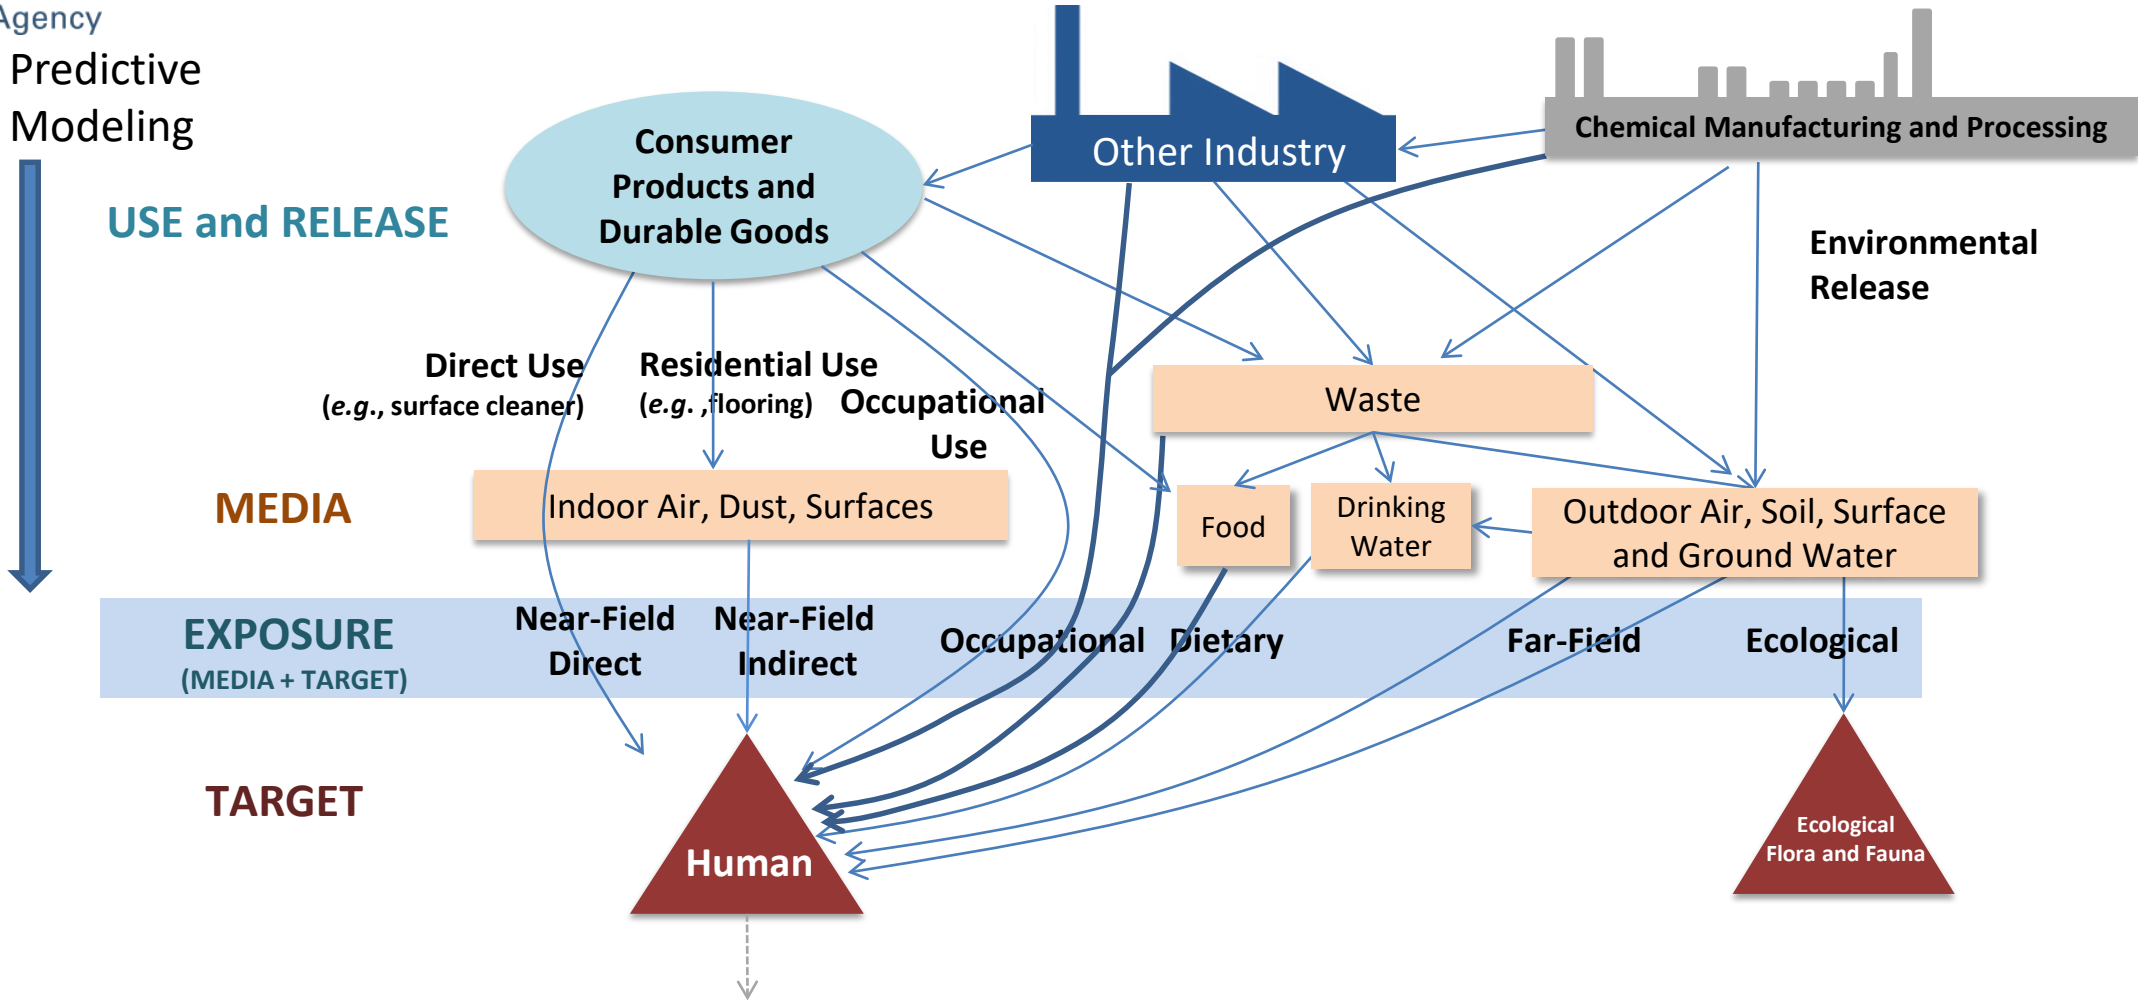 Agency
Predictive
Modeling
Consumer
Products and
Durable Goods
Other Industry
Chemical Manufacturing and Processing
USE and RELEASE
Environmental
Release
Direct Use
(e.g., surface cleaner)
Residential Use
(e.g. ,flooring)
Occupational
Use
Waste
MEDIA
Indoor Air, Dust, Surfaces
Food
Drinking
Water
Outdoor Air, Soil, Surface
and Ground Water
EXPOSURE
(MEDIA + TARGET)
Near-Field
Direct
Near-Field
Indirect
Occupational
Dietary
Far-Field
Ecological
TARGET
Human
Ecological
Flora and Fauna